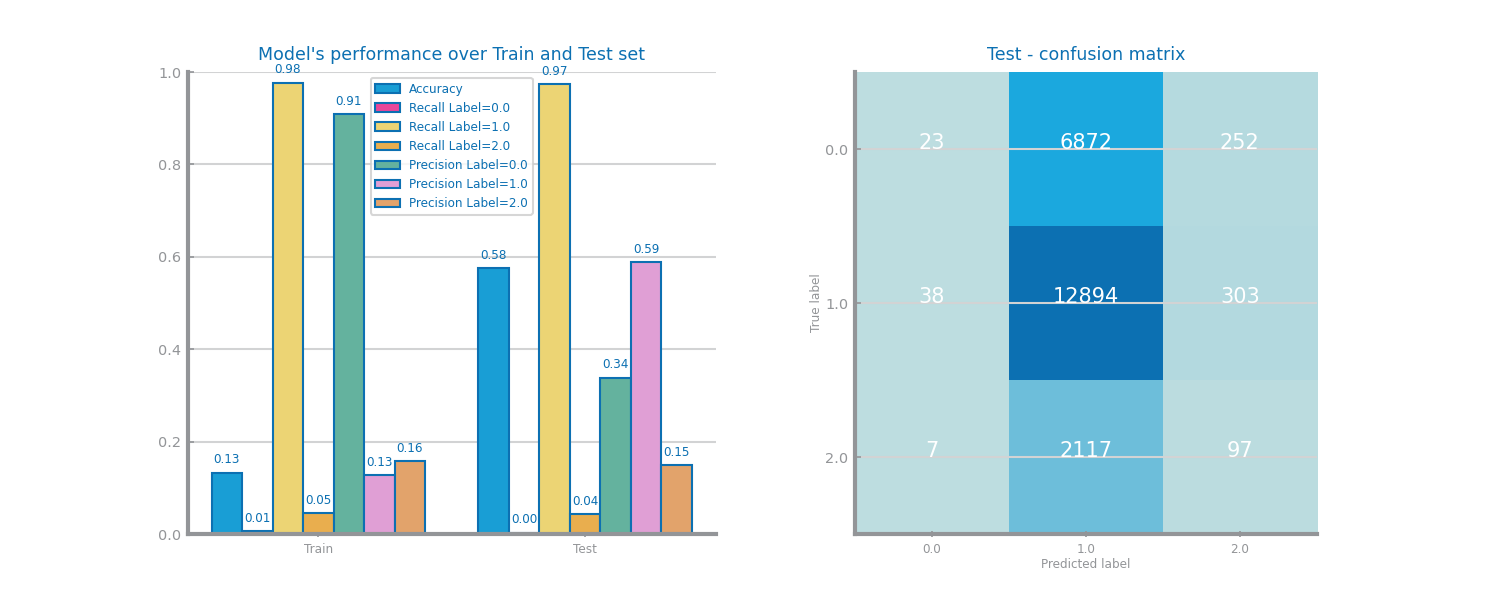 Model's performance over Train and Test set
1.0
0.8
0.6
0.4
0.2
0.0
0.13
0.01
0.98
0.05
0.91
0.13
0.16
0.58
0.00
0.97
0.04
0.34
0.59
0.15
Accuracy
Recall Label=0.0
Recall Label=1.0
Recall Label=2.0
Precision Label=0.0
Precision Label=1.0
Precision Label=2.0
Train
Test
Test - confusion matrix
True label
0.0
23 6872 252
1.0
38 12894 303
2.0
7 2117 97
0.0 1.0 2.0
Predicted label